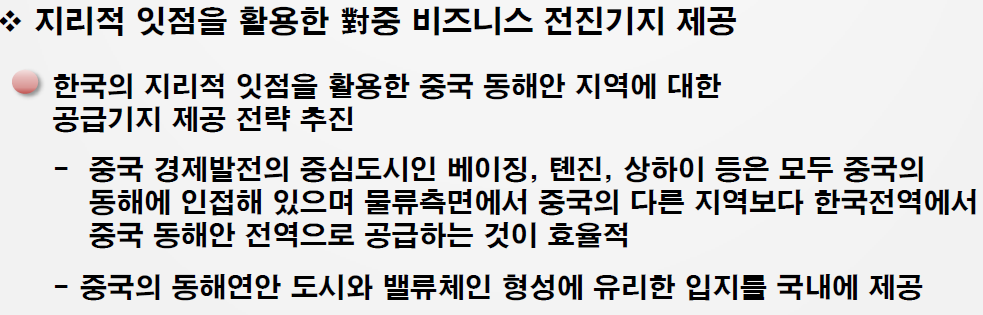 ❖ 지리적 잇점을 활용한 對중 비즈니스 전진기지 제공
한국의 지리적 잇점을 활용한 중국 동해안 지역에 대한
공급기지 제공 전략 추진
- 중국 경제발전의 중심도시인 베이징, 톈진, 상하이 등은 모두 중국의
동해에 인접해 있으며 물류측면에서 중국의 다른 지역보다 한국전역에서
중국 동해안 전역으로 공급하는 것이 효율적
- 중국의 동해연안 도시와 밸류체인 형성에 유리한 입지를 국내에 제공